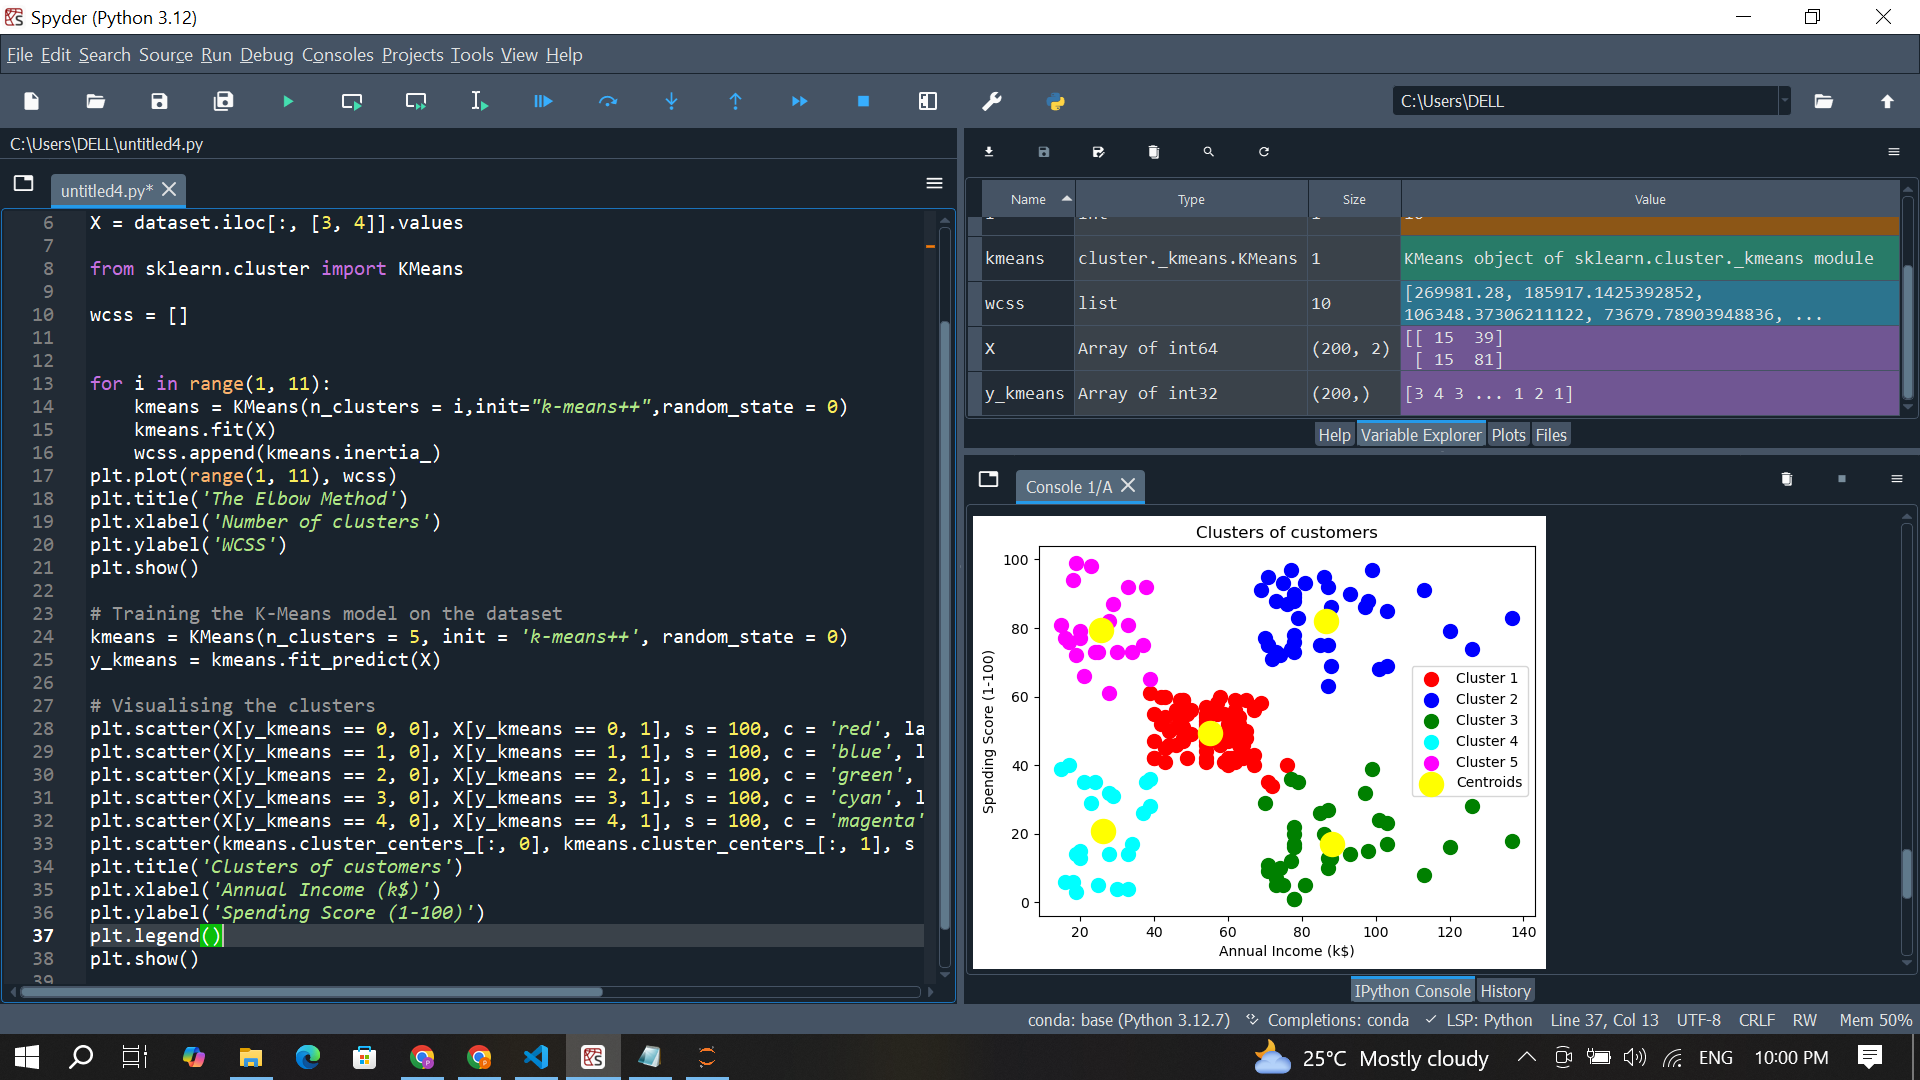 Spyder (Python 3.12)
File Edit Search Source Run Debug Consoles Projects Tools View Help
C:\Users\DELL
C:\Users\DELL\untitled4.py
untitled4.py*
6 X = dataset.iloc[:, [3, 4]].values
7
8 from sklearn.cluster import KMeans
9
10 wcss = []
11
12
13 for i in range(1, 11):
14 kmeans = KMeans(n_clusters = i,init="k-means++",random_state = 0)
15 kmeans.fit(X)
16 wcss.append(kmeans.inertia_)
17 plt.plot(range(1, 11), wcss)
18 plt.title('The Elbow Method')
19 plt.xlabel('Number of clusters')
20 plt.ylabel('WCSS')
21 plt.show()
22
23 # Training the K-Means model on the dataset
24 kmeans = KMeans(n_clusters = 5, init = 'k-means++', random_state = 0)
25 y_kmeans = kmeans.fit_predict(X)
26
27 # Visualising the clusters
28 plt.scatter(X[y_kmeans == 0, 0], X[y_kmeans == 0, 1], s = 100, c = 'red', la
29 plt.scatter(X[y_kmeans == 1, 0], X[y_kmeans == 1, 1], s = 100, c = 'blue', l
30 plt.scatter(X[y_kmeans == 2, 0], X[y_kmeans == 2, 1], s = 100, c = 'green',
31 plt.scatter(X[y_kmeans == 3, 0], X[y_kmeans == 3, 1], s = 100, c = 'cyan', l
32 plt.scatter(X[y_kmeans == 4, 0], X[y_kmeans == 4, 1], s = 100, c = 'magenta'
33 plt.scatter(kmeans.cluster_centers_[:, 0], kmeans.cluster_centers_[:, 1], s
34 plt.title('Clusters of customers')
35 plt.xlabel('Annual Income (k$)')
36 plt.ylabel('Spending Score (1-100)')
37 plt.legend()
38 plt.show()
39
Name Type Size Value
kmeans cluster._kmeans.KMeans 1 KMeans object of sklearn.cluster._kmeans module
wcss list 10 [269981.28, 185917.1425392852,
106348.37306211122, 73679.78903948836, ...
X Array of int64 (200, 2) [[ 15 39]
[ 15 81]
y_kmeans Array of int32 (200,) [3 4 3 ... 1 2 1]
Help Variable Explorer Plots Files
Console 1/A
Clusters of customers
Spending Score (1-100)
100
80
60
40
20
0
Cluster 1
Cluster 2
Cluster 3
Cluster 4
Cluster 5
Centroids
20 40 60 80 100 120 140
Annual Income (k$)
IPython Console History
conda: base (Python 3.12.7) Completions: conda LSP: Python Line 37, Col 13 UTF-8 CRLF RW Mem 50%
25°C Mostly cloudy ENG 10:00 PM